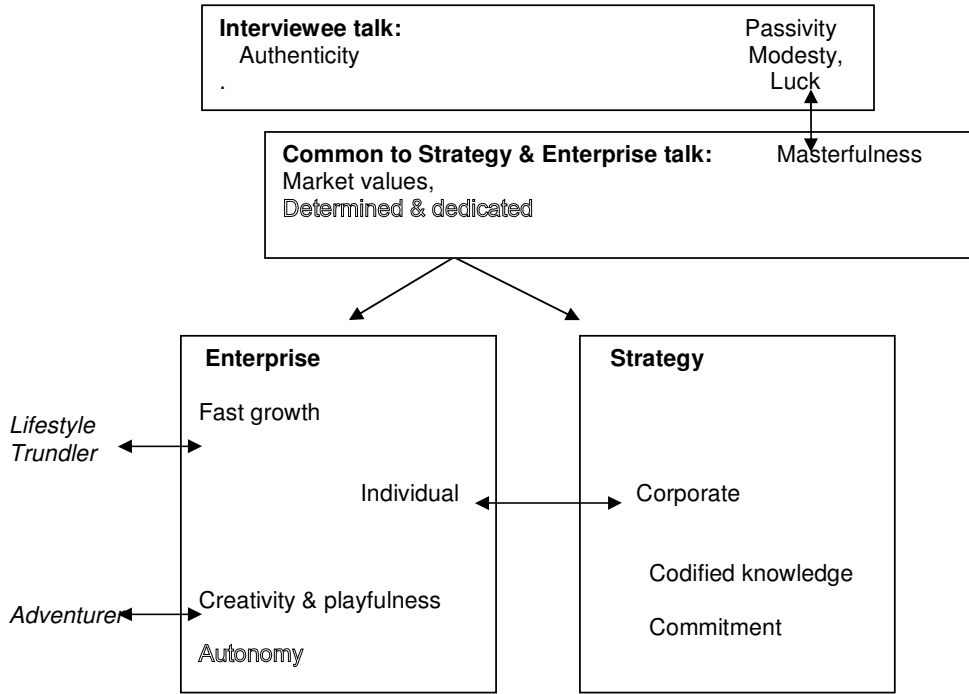 Interviewee talk: Passivity
Authenticity Modesty,
. Luck
Common to Strategy & Enterprise talk: Masterfulness
Market values,
Determined & dedicated
Enterprise
Strategy
Fast growth
Lifestyle
Trundler
Individual
Corporate
Codified knowledge
Creativity & playfulness
Adventurer
Commitment
Autonomy